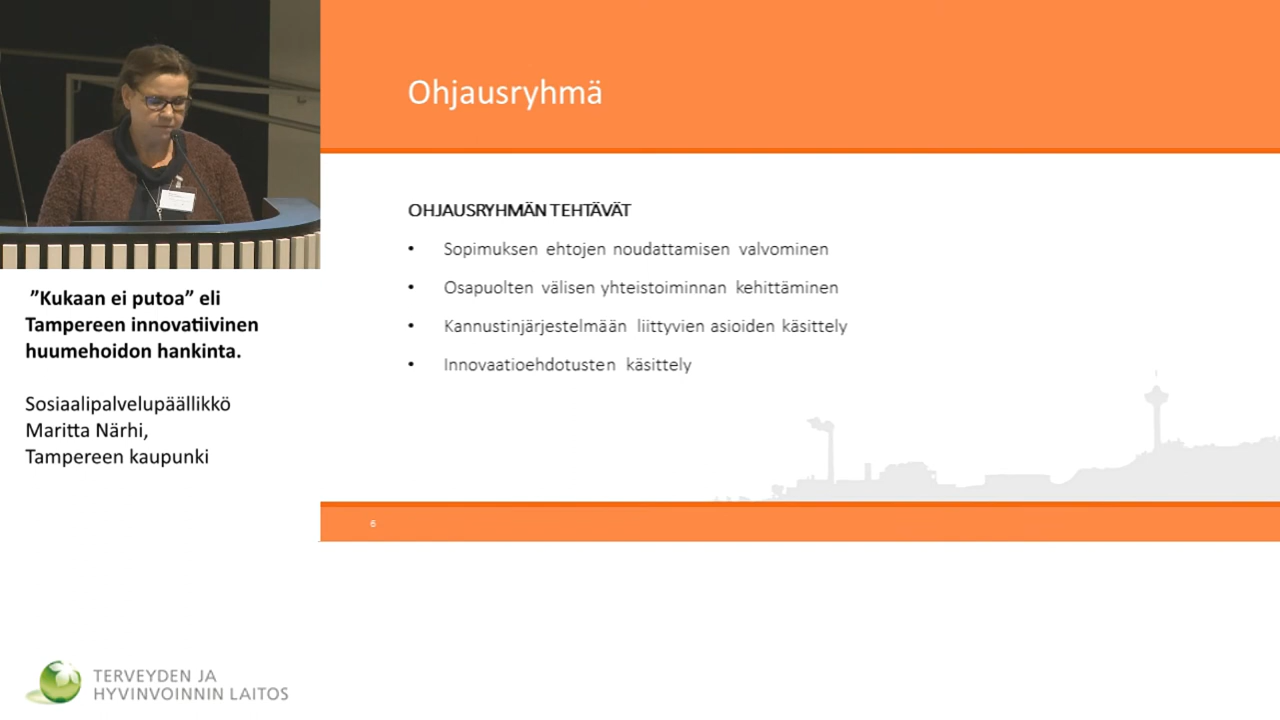 Ohjausryhmä
OHJAUSRYHMÄN TEHTÄVÄT
• Sopimuksen ehtojen noudattamisen valvominen
• Osapuolten välisen yhteistoiminnan kehittäminen
• Kannustinjärjestelmään liittyvien asioiden käsittely
• Innovaatioehdotusten käsittely
6
”Kukaan ei putoa” eli
Tampereen innovatiivinen
huumehoidon hankinta.
Sosiaalipalvelupäällikkö
Maritta Närhi,
Tampereen kaupunki
TERVEYDEN JA
HYVINVOINNIN LAITOS